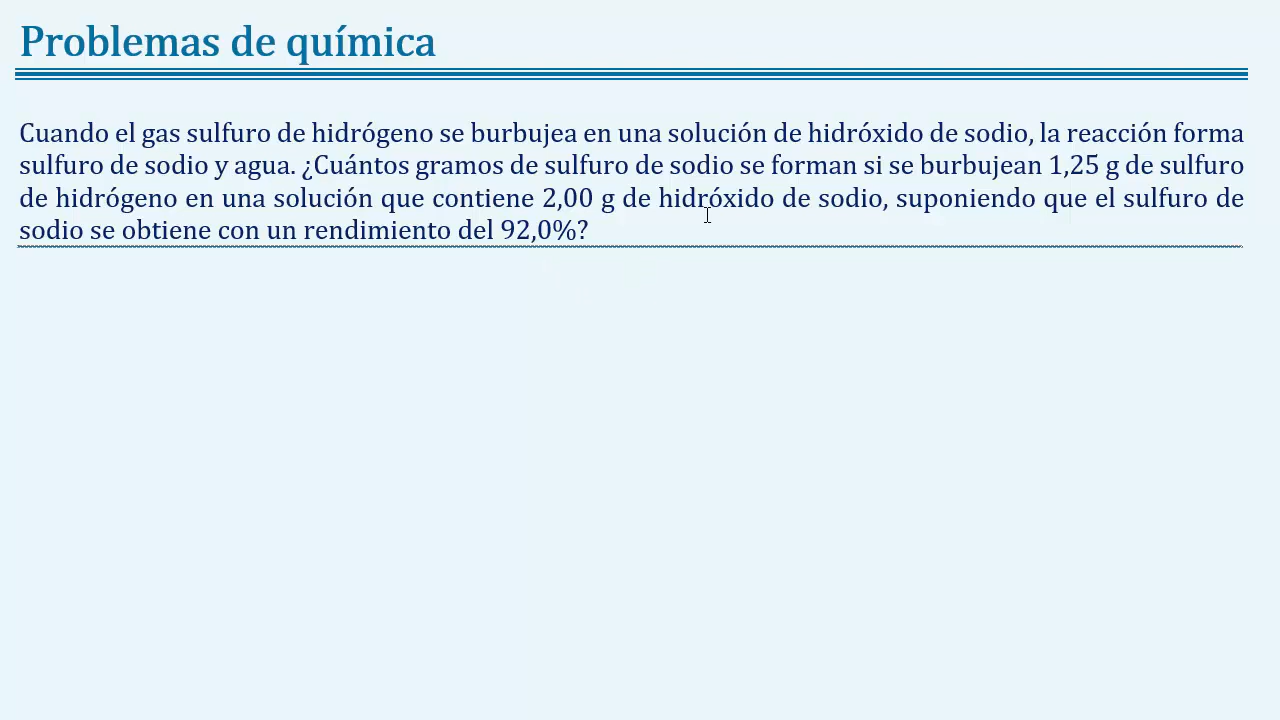 Problemas de química
Cuando el gas sulfuro de hidrógeno se burbujea en una solución de hidróxido de sodio, la reacción forma
sulfuro de sodio y agua. ¿Cuántos gramos de sulfuro de sodio se forman si se burbujean 1,25 g de sulfuro
de hidrógeno en una solución que contiene 2,00 g de hidróxido de sodio, suponiendo que el sulfuro de
sodio se obtiene con un rendimiento del 92,0%?